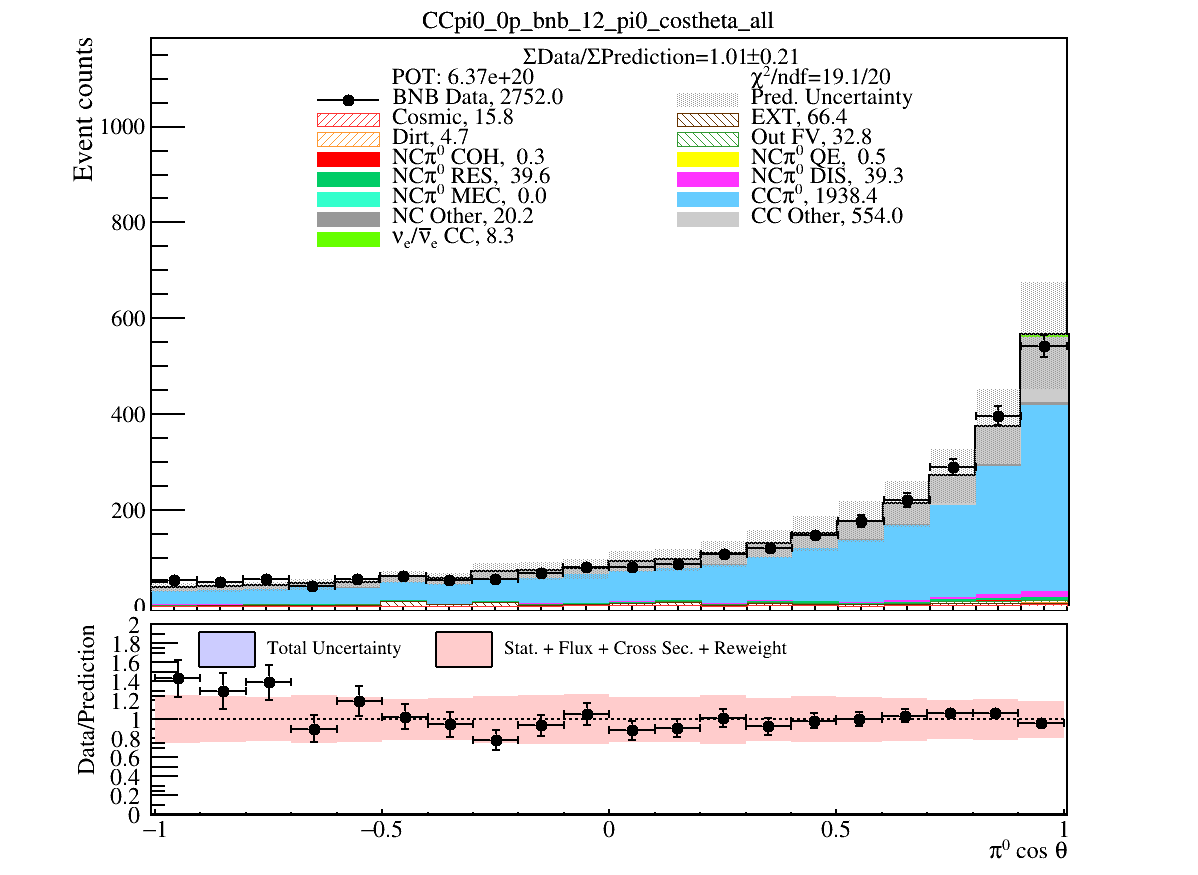 CCpi0_0p_bnb_12_pi0_costheta_all
ΣData/ΣPrediction=1.01±0.21
POT: 6.37e+20 χ²/ndf=19.1/20
BNB Data, 2752.0 Pred. Uncertainty
Cosmic, 15.8 EXT, 66.4
Dirt, 4.7 Out FV, 32.8
NCπ⁰ COH, 0.3 NCπ⁰ QE, 0.5
NCπ⁰ RES, 39.6 NCπ⁰ DIS, 39.3
NCπ⁰ MEC, 0.0 CCπ⁰, 1938.4
NC Other, 20.2 CC Other, 554.0
νₑ/ν̅ₑ CC, 8.3
Event counts
1000
800
600
400
200
0
Total Uncertainty Stat. + Flux + Cross Sec. + Reweight
Data/Prediction
2
1.8
1.6
1.4
1.2
1
0.8
0.6
0.4
0.2
0
−1 −0.5 0 0.5 1
π⁰ cos θ